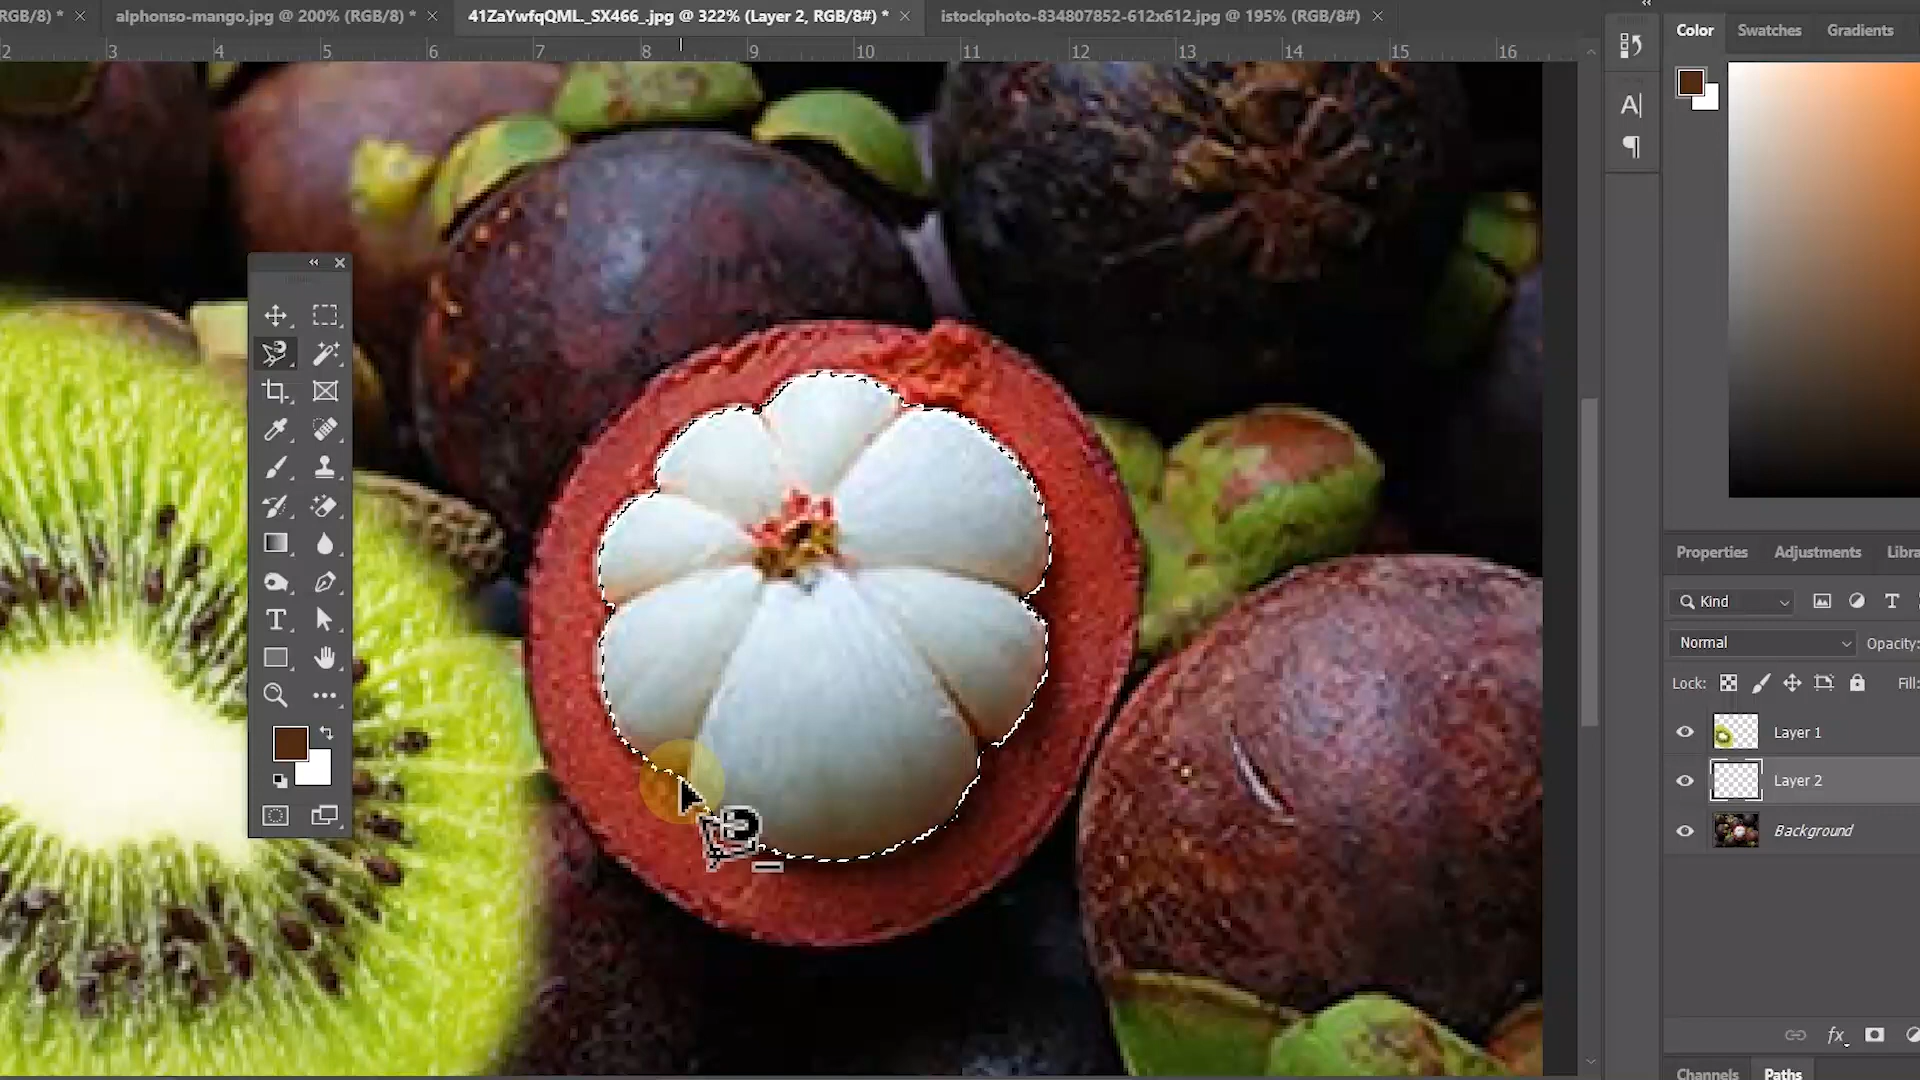 RGB/8) *
alphonso-mango.jpg @ 200% (RGB/8) *
41ZaYwfqQML._SX466_.jpg @ 322% (Layer 2, RGB/8#) *
istockphoto-834807852-612x612.jpg @ 195% (RGB/8#)
2 3 4 5 6 7 8 9 10 11 12 13 14 15 16
Color Swatches Gradients
Properties Adjustments Libra
Kind
Normal Opacity:
Lock: Fill:
Layer 1
Layer 2
Background
fx
Channels Paths